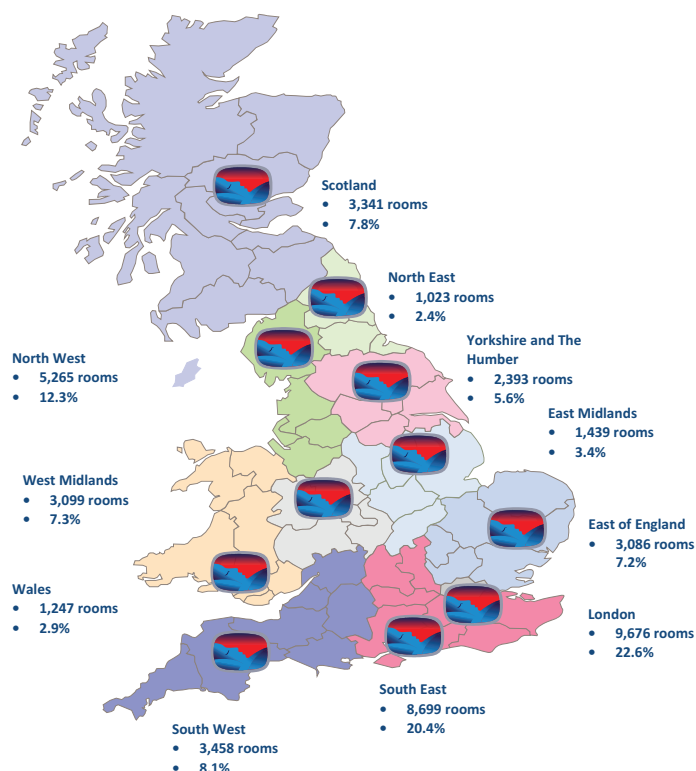 Scotland
• 3,341 rooms
• 7.8%
North East
• 1,023 rooms
• 2.4%
North West
• 5,265 rooms
• 12.3%
Yorkshire and The
Humber
• 2,393 rooms
• 5.6%
East Midlands
• 1,439 rooms
• 3.4%
West Midlands
• 3,099 rooms
• 7.3%
East of England
• 3,086 rooms
7.2%
Wales
• 1,247 rooms
• 2.9%
London
• 9,676 rooms
• 22.6%
South East
• 8,699 rooms
• 20.4%
South West
• 3,458 rooms
• 8.1%